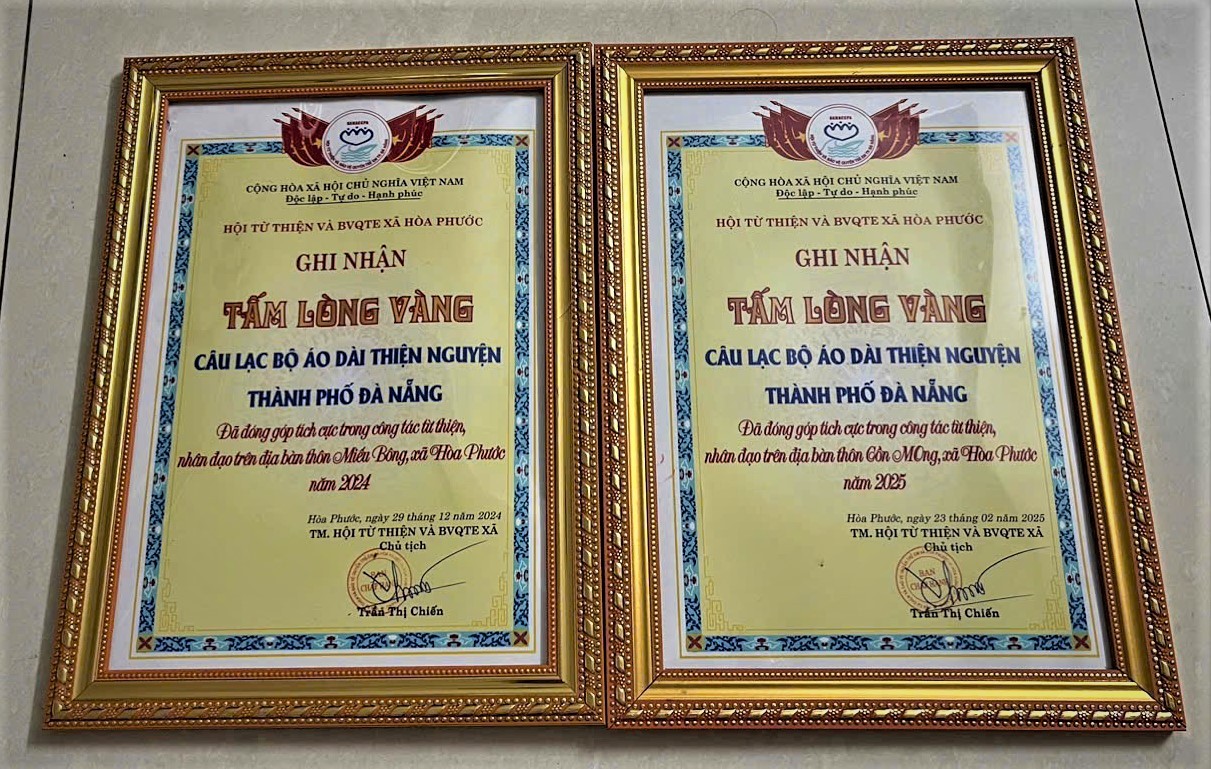 CỘNG HÒA XÃ HỘI CHỦ NGHĨA VIỆT NAM
Độc lập - Tự do - Hạnh phúc
HỘI TỪ THIỆN VÀ BVQTE XÃ HÒA PHƯỚC
GHI NHẬN
TẤM LÒNG VÀNG
CÂU LẠC BỘ ÁO DÀI THIỆN NGUYỆN
THÀNH PHỐ ĐÀ NẴNG
Đã đóng góp tích cực trong công tác từ thiện,
nhân đạo trên địa bàn thôn Miếu Bông, xã Hòa Phước
năm 2024
Hòa Phước, ngày 29 tháng 12 năm 2024
TM. HỘI TỪ THIỆN VÀ BVQTE XÃ
Chủ tịch
Trần Thị Chiến
CỘNG HÒA XÃ HỘI CHỦ NGHĨA VIỆT NAM
Độc lập - Tự do - Hạnh phúc
HỘI TỪ THIỆN VÀ BVQTE XÃ HÒA PHƯỚC
GHI NHẬN
TẤM LÒNG VÀNG
CÂU LẠC BỘ ÁO DÀI THIỆN NGUYỆN
THÀNH PHỐ ĐÀ NẴNG
Đã đóng góp tích cực trong công tác từ thiện,
nhân đạo trên địa bàn thôn Cồn MOng, xã Hòa Phước
năm 2025
Hòa Phước, ngày 23 tháng 02 năm 2025
TM. HỘI TỪ THIỆN VÀ BVQTE XÃ
Chủ tịch
BAN
CHẤP HÀNH
Trần Thị Chiến